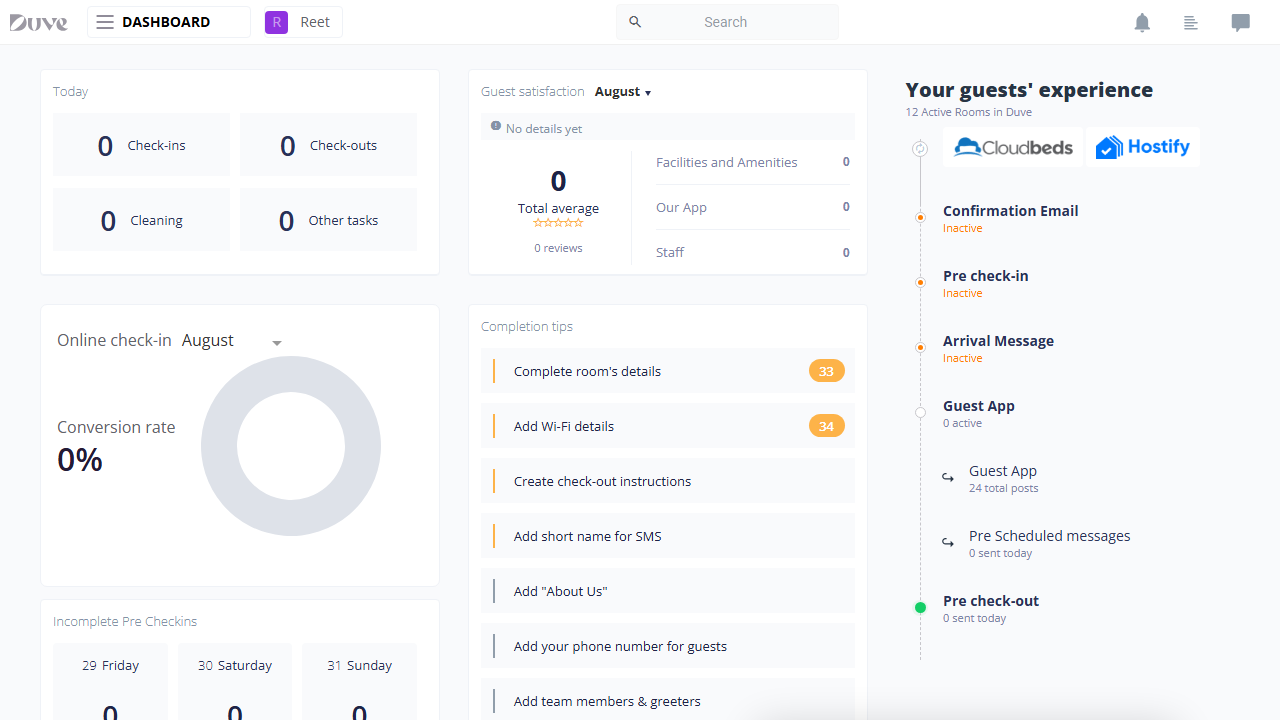 Duve
DASHBOARD
R Reet
Search
Today
0 Check-ins
0 Check-outs
0 Cleaning
0 Other tasks
Guest satisfaction August
No details yet
0
Total average
0 reviews
Facilities and Amenities 0
Our App 0
Staff 0
Online check-in August
Conversion rate
0%
Incomplete Pre Checkins
29 Friday
0
30 Saturday
0
31 Sunday
0
Completion tips
Complete room's details 33
Add Wi-Fi details 34
Create check-out instructions
Add short name for SMS
Add "About Us"
Add your phone number for guests
Add team members & greeters
Your guests' experience
12 Active Rooms in Duve
Cloudbeds
Hostify
Confirmation Email
Inactive
Pre check-in
Inactive
Arrival Message
Inactive
Guest App
0 active
Guest App
24 total posts
Pre Scheduled messages
0 sent today
Pre check-out
0 sent today